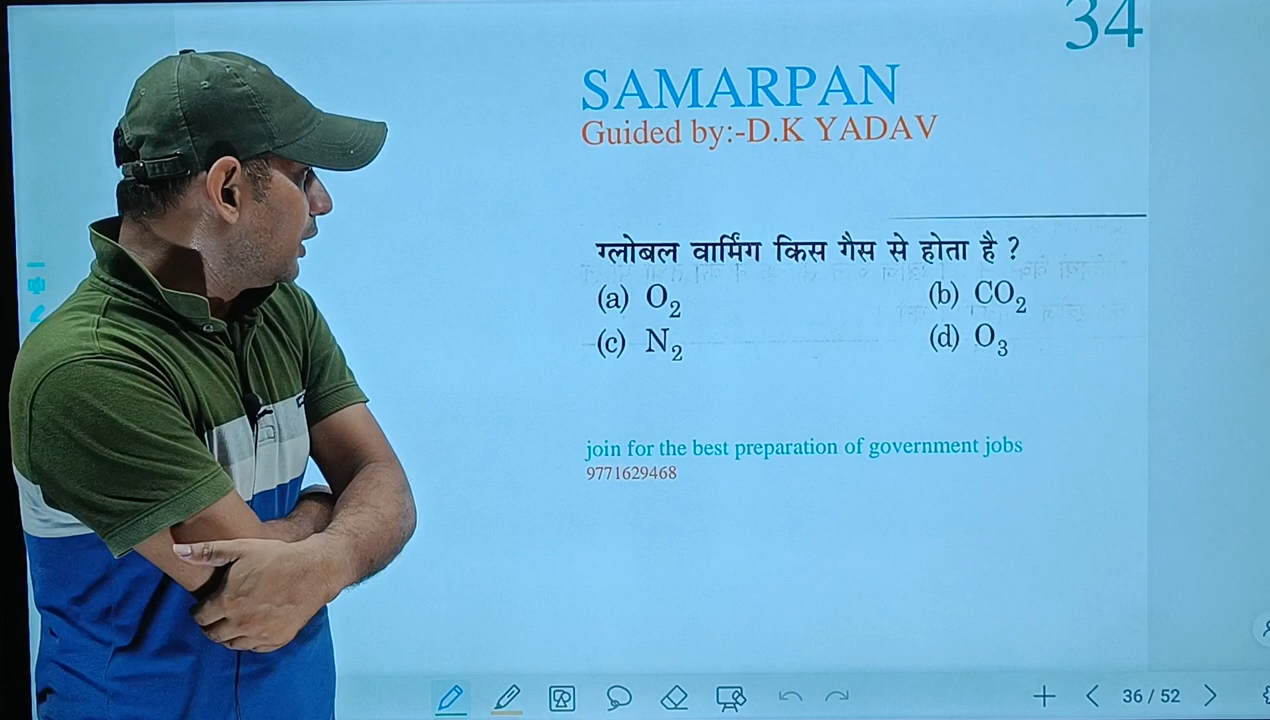 34
SAMARPAN
Guided by:-D.K YADAV
ग्लोबल वार्मिंग किस गैस से होता है ?
(a) O₂ (b) CO₂
(c) N₂ (d) O₃
join for the best preparation of government jobs
9771629468
36 / 52